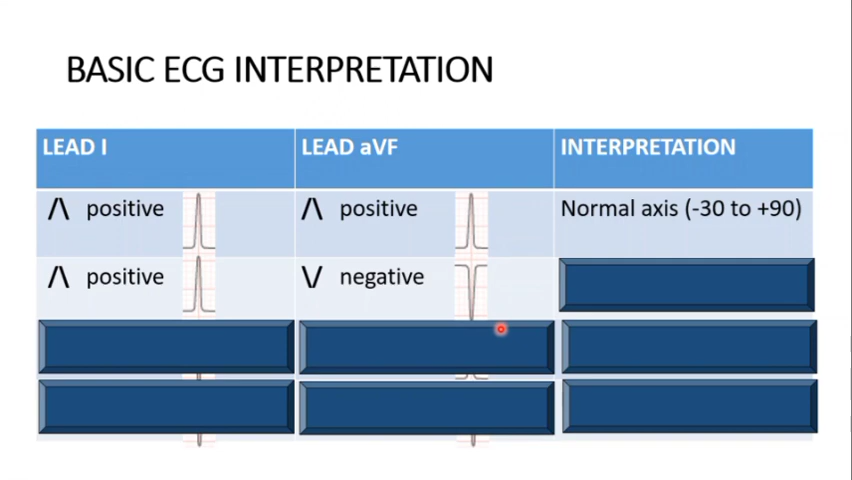 BASIC ECG INTERPRETATION
LEAD I LEAD aVF INTERPRETATION
/\ positive /\ positive Normal axis (-30 to +90)
/\ positive \/ negative